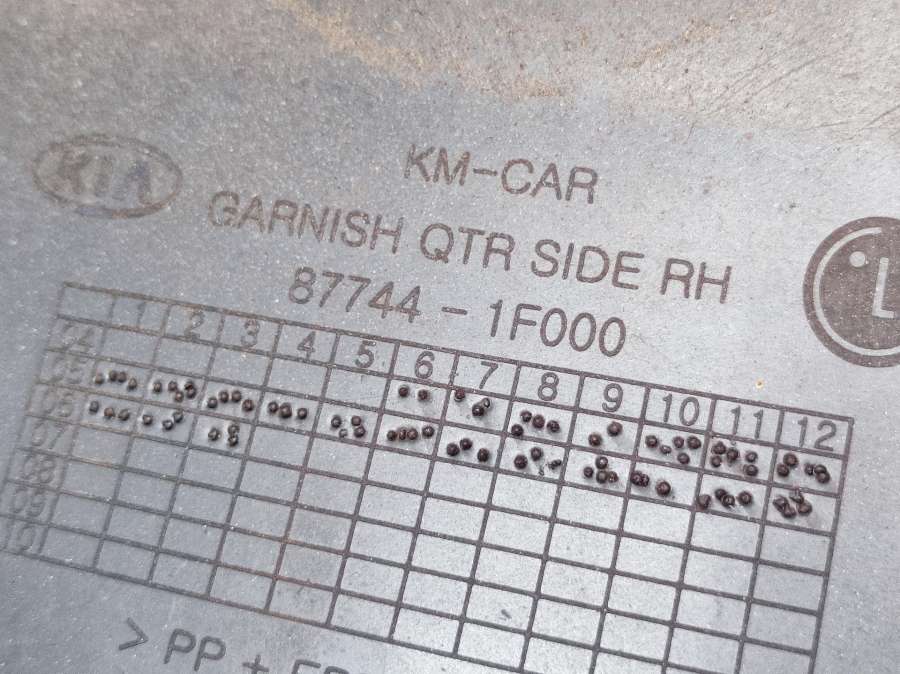 KIA
KM-CAR
GARNISH QTR SIDE RH
87744-1F000
L
1 2 3 4 5 6 7 8 9 10 11 12
04
05
06
07
08
09
> PP +